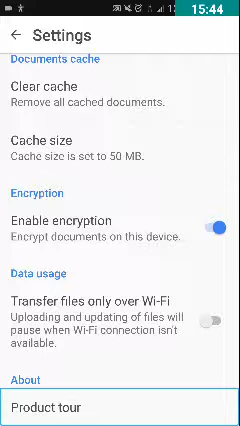 15:44
Settings
Documents cache
Clear cache
Remove all cached documents.
Cache size
Cache size is set to 50 MB.
Encryption
Enable encryption
Encrypt documents on this device.
Data usage
Transfer files only over Wi-Fi
Uploading and updating of files will
pause when Wi-Fi connection isn't
available.
About
Product tour